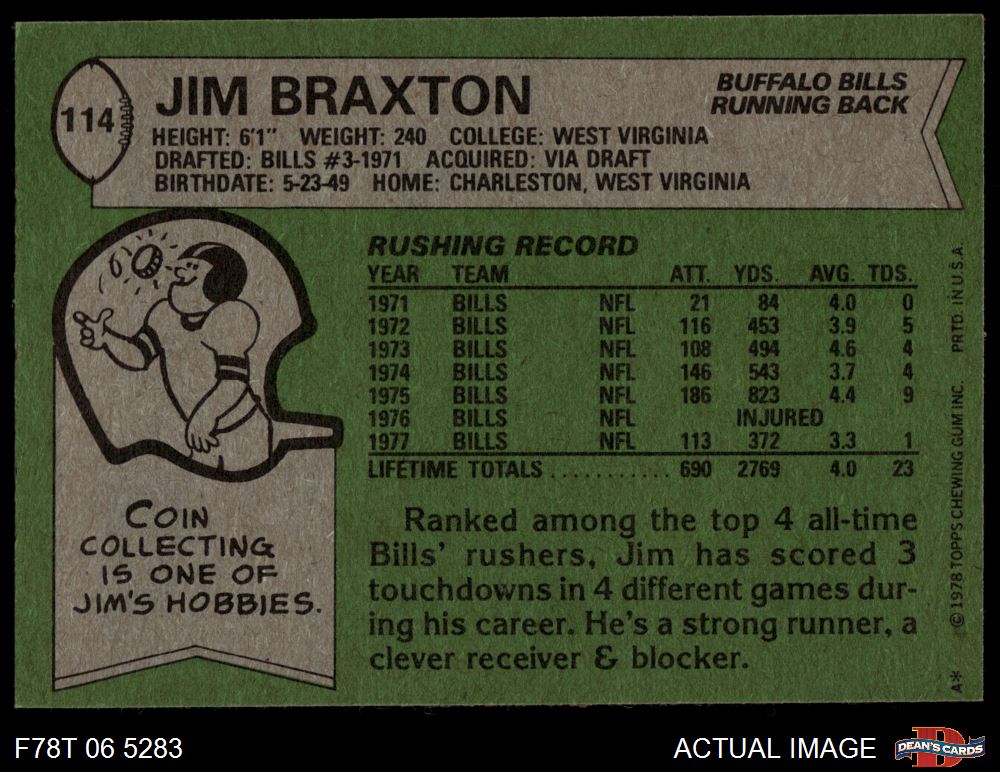 114
JIM BRAXTON
BUFFALO BILLS
RUNNING BACK
HEIGHT: 6'1" WEIGHT: 240 COLLEGE: WEST VIRGINIA
DRAFTED: BILLS #3-1971 ACQUIRED: VIA DRAFT
BIRTHDATE: 5-23-49 HOME: CHARLESTON, WEST VIRGINIA
RUSHING RECORD
YEAR TEAM ATT. YDS. AVG. TDS.
1971 BILLS NFL 21 84 4.0 0
1972 BILLS NFL 116 453 3.9 5
1973 BILLS NFL 108 494 4.6 4
1974 BILLS NFL 146 543 3.7 4
1975 BILLS NFL 186 823 4.4 9
1976 BILLS NFL INJURED
1977 BILLS NFL 113 372 3.3 1
LIFETIME TOTALS .......... 690 2769 4.0 23
COIN
COLLECTING
IS ONE OF
JIM'S HOBBIES.
Ranked among the top 4 all-time
Bills' rushers, Jim has scored 3
touchdowns in 4 different games dur-
ing his career. He's a strong runner, a
clever receiver & blocker.
A* © 1978 TOPPS CHEWING GUM INC. PRTD. IN U.S.A.
F78T 06 5283
ACTUAL IMAGE
D
DEAN'S CARDS